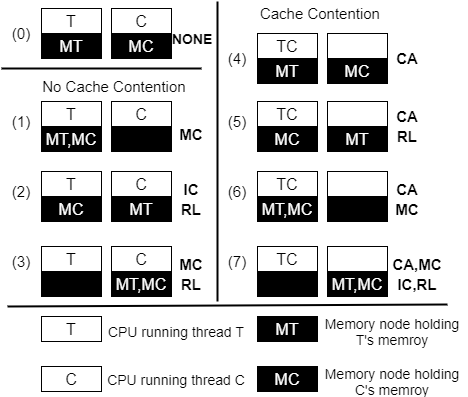 (0) T C
MT MC NONE
No Cache Contention
(1) T C
MT,MC MC
(2) T C IC
MC MT RL
(3) T C MC
MT,MC RL
Cache Contention
(4) TC CA
MT MC
(5) TC CA
MC MT RL
(6) TC CA
MT,MC MC
(7) TC CA,MC
MT,MC IC,RL
T CPU running thread T
MT Memory node holding
T's memroy
C CPU running thread C
MC Memory node holding
C's memroy